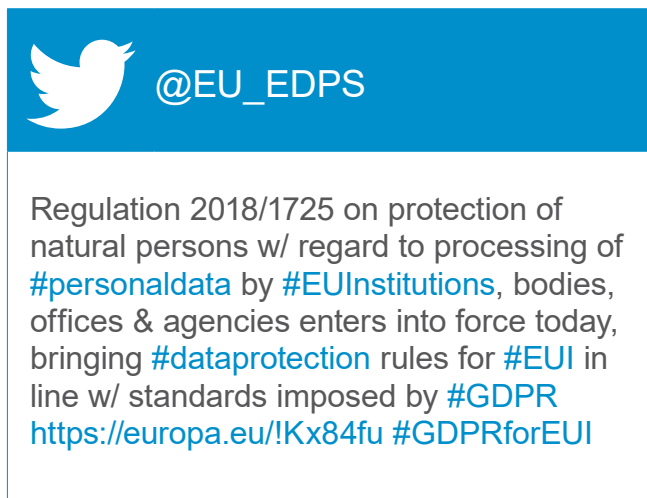 @EU_EDPS
Regulation 2018/1725 on protection of
natural persons w/ regard to processing of
#personaldata by #EUInstitutions, bodies,
offices & agencies enters into force today,
bringing #dataprotection rules for #EUI in
line w/ standards imposed by #GDPR
https://europa.eu/!Kx84fu #GDPRforEUI